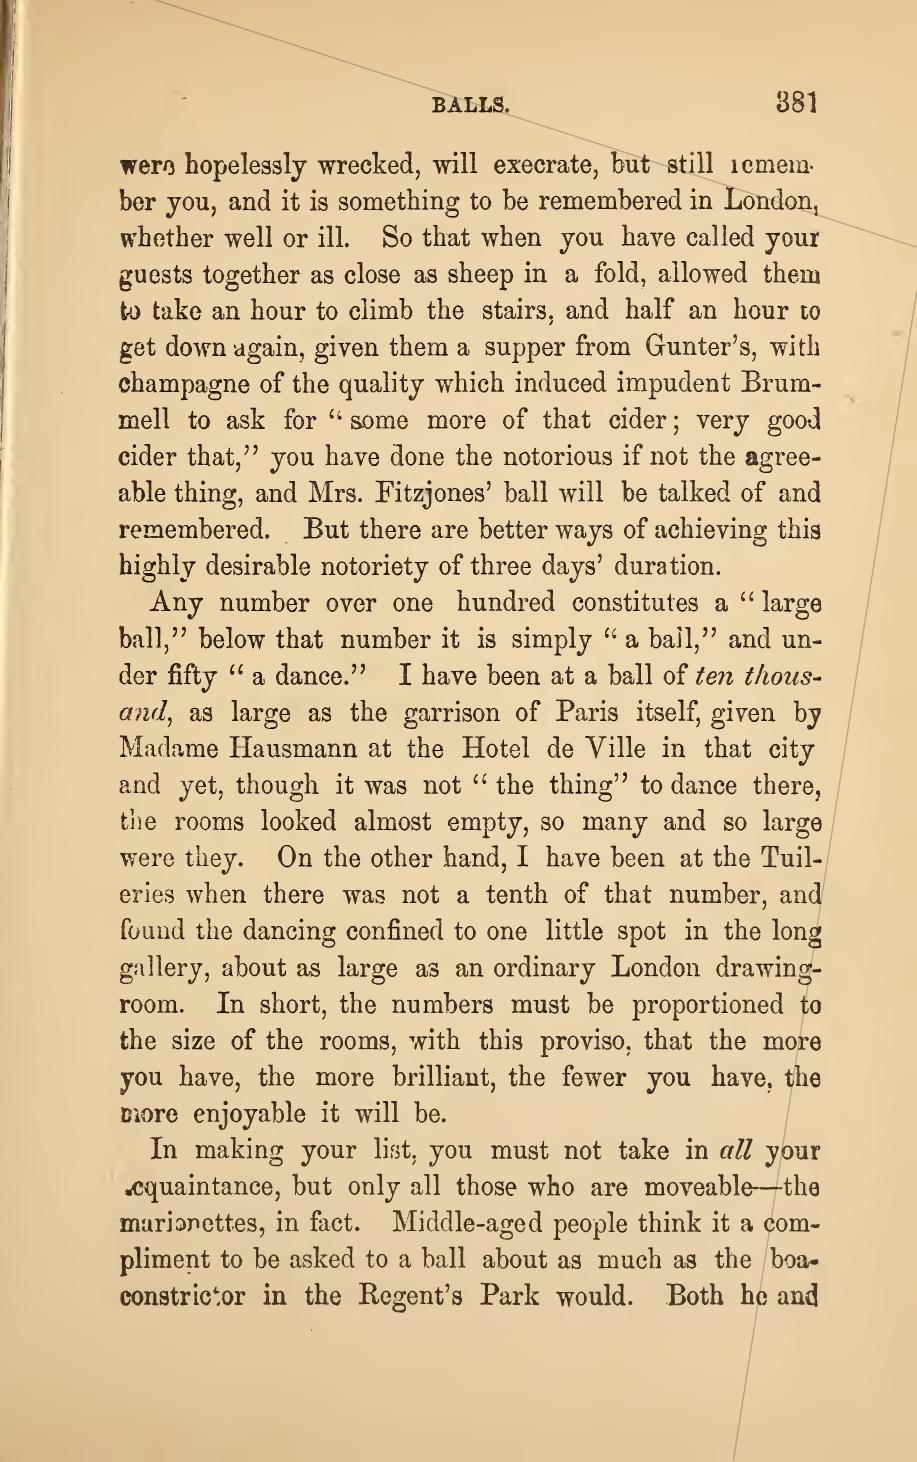 BALLS. 381
were hopelessly wrecked, will execrate, but still remem-
ber you, and it is something to be remembered in London,
whether well or ill. So that when you have called your
guests together as close as sheep in a fold, allowed them
to take an hour to climb the stairs, and half an hour to
get down again, given them a supper from Gunter's, with
champagne of the quality which induced impudent Brum-
mell to ask for "some more of that cider; very good
cider that," you have done the notorious if not the agree-
able thing, and Mrs. Fitzjones' ball will be talked of and
remembered. But there are better ways of achieving this
highly desirable notoriety of three days' duration.
Any number over one hundred constitutes a "large
ball," below that number it is simply "a ball," and un-
der fifty "a dance." I have been at a ball of ten thous-
and, as large as the garrison of Paris itself, given by
Madame Hausmann at the Hotel de Ville in that city
and yet, though it was not "the thing" to dance there,
the rooms looked almost empty, so many and so large
were they. On the other hand, I have been at the Tuil-
eries when there was not a tenth of that number, and
found the dancing confined to one little spot in the long
gallery, about as large as an ordinary London drawing-
room. In short, the numbers must be proportioned to
the size of the rooms, with this proviso, that the more
you have, the more brilliant, the fewer you have, the
more enjoyable it will be.
In making your list, you must not take in all your
acquaintance, but only all those who are moveable—the
marionettes, in fact. Middle-aged people think it a com-
pliment to be asked to a ball about as much as the boa-
constrictor in the Regent's Park would. Both he and